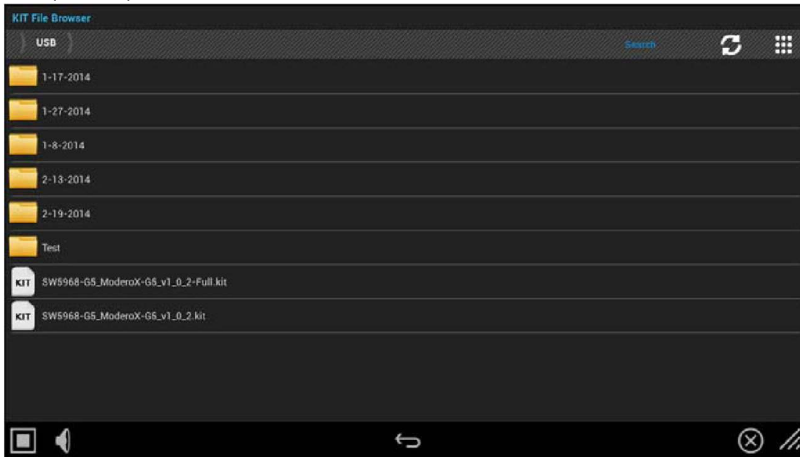 KIT File Browser
USB
Search
1-17-2014
1-27-2014
1-8-2014
2-13-2014
2-19-2014
Test
KIT SW5968-G5_ModeroX-G5_v1_0_2-Full.kit
KIT SW5968-G5_ModeroX-G5_v1_0_2.kit